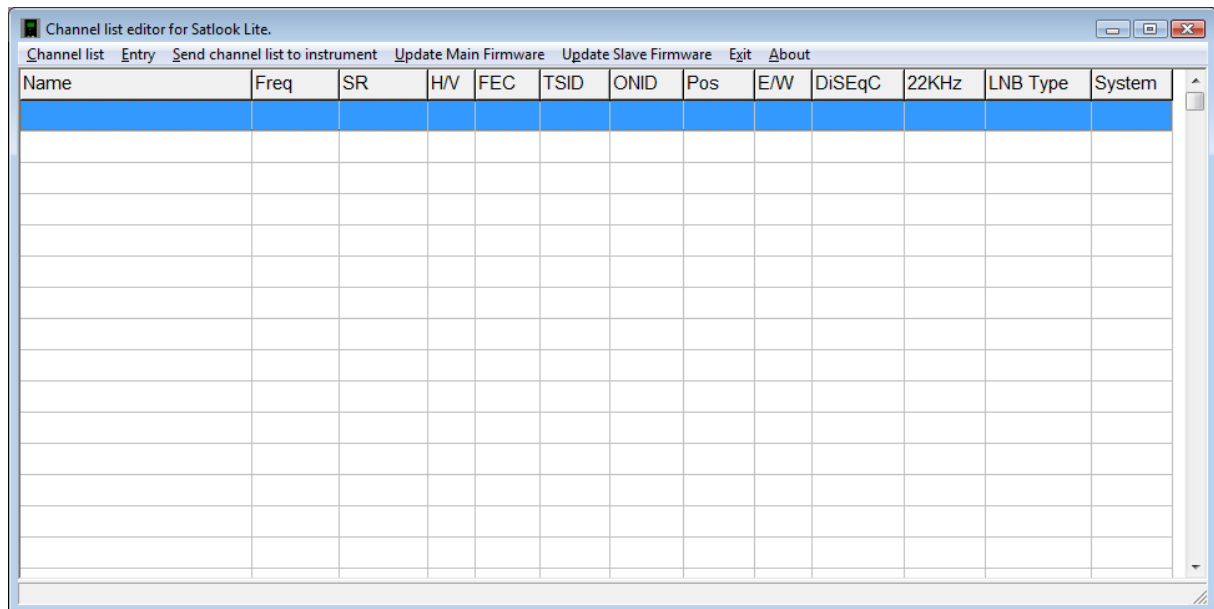 Channel list editor for Satlook Lite.
Channel list Entry Send channel list to instrument Update Main Firmware Update Slave Firmware Exit About
Name Freq SR H/V FEC TSID ONID Pos E/W DiSEqC 22KHz LNB Type System